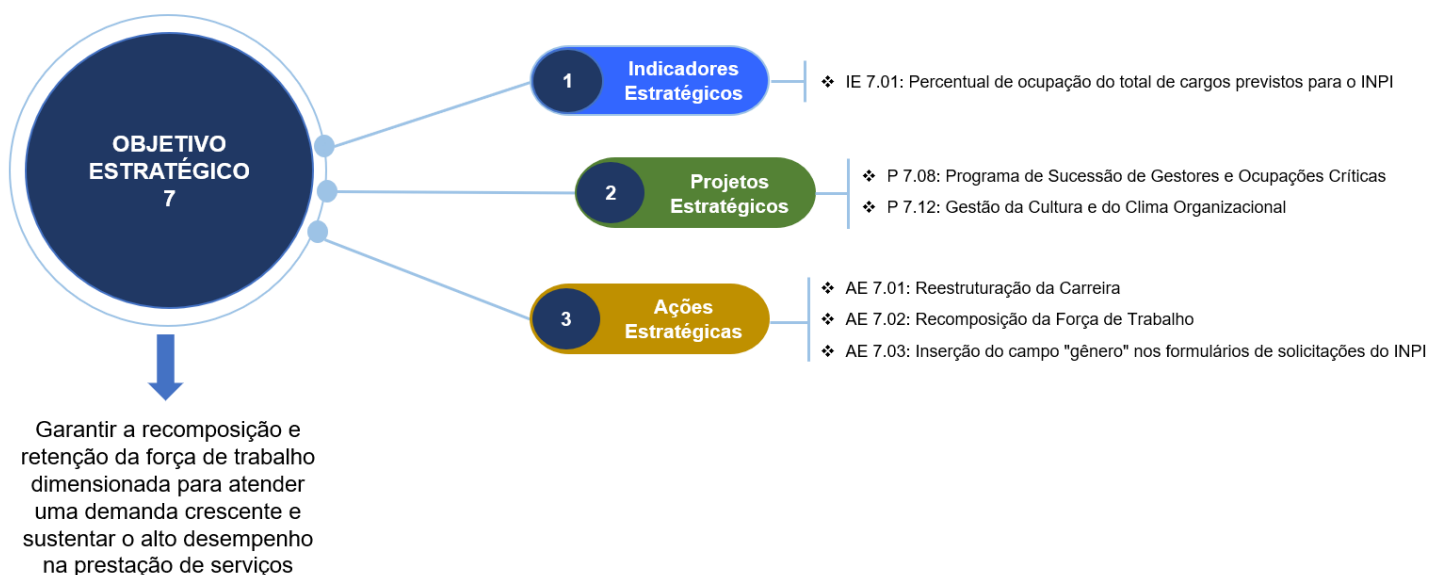 OBJETIVO
ESTRATÉGICO
7
1
Indicadores
Estratégicos
❖ IE 7.01: Percentual de ocupação do total de cargos previstos para o INPI
2
Projetos
Estratégicos
❖ P 7.08: Programa de Sucessão de Gestores e Ocupações Críticas
❖ P 7.12: Gestão da Cultura e do Clima Organizacional
3
Ações
Estratégicas
❖ AE 7.01: Reestruturação da Carreira
❖ AE 7.02: Recomposição da Força de Trabalho
❖ AE 7.03: Inserção do campo "gênero" nos formulários de solicitações do INPI
Garantir a recomposição e
retenção da força de trabalho
dimensionada para atender
uma demanda crescente e
sustentar o alto desempenho
na prestação de serviços